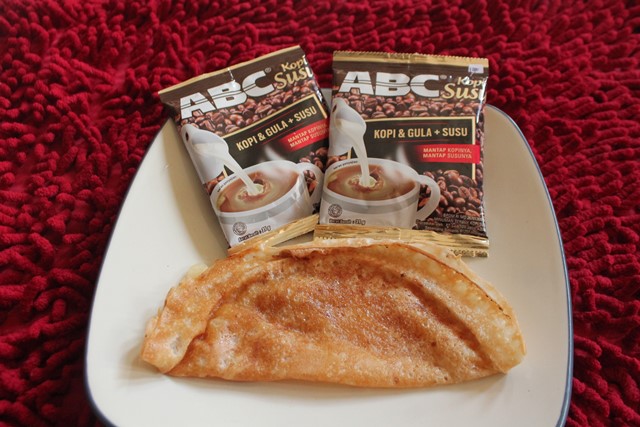 ABC
Kopi
Susu
KOPI & GULA + SUSU
MANTAP KOPINYA,
MANTAP SUSUNYA
ABC
Kopi
Susu
KOPI & GULA + SUSU
MANTAP KOPINYA,
MANTAP SUSUNYA